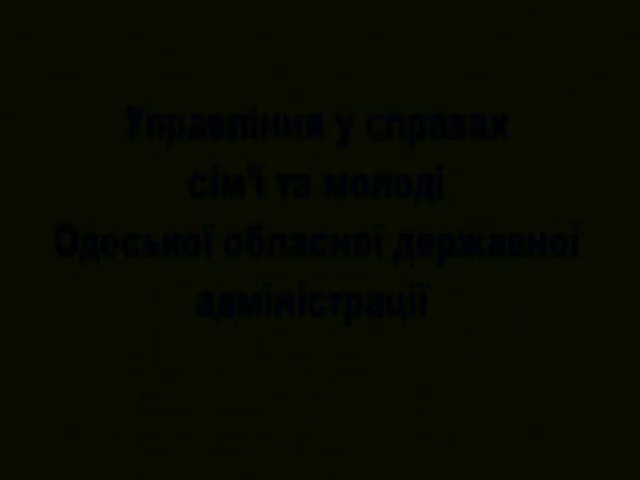 Управління у справах
сім'ї та молоді
Одеської обласної державної
адміністрації